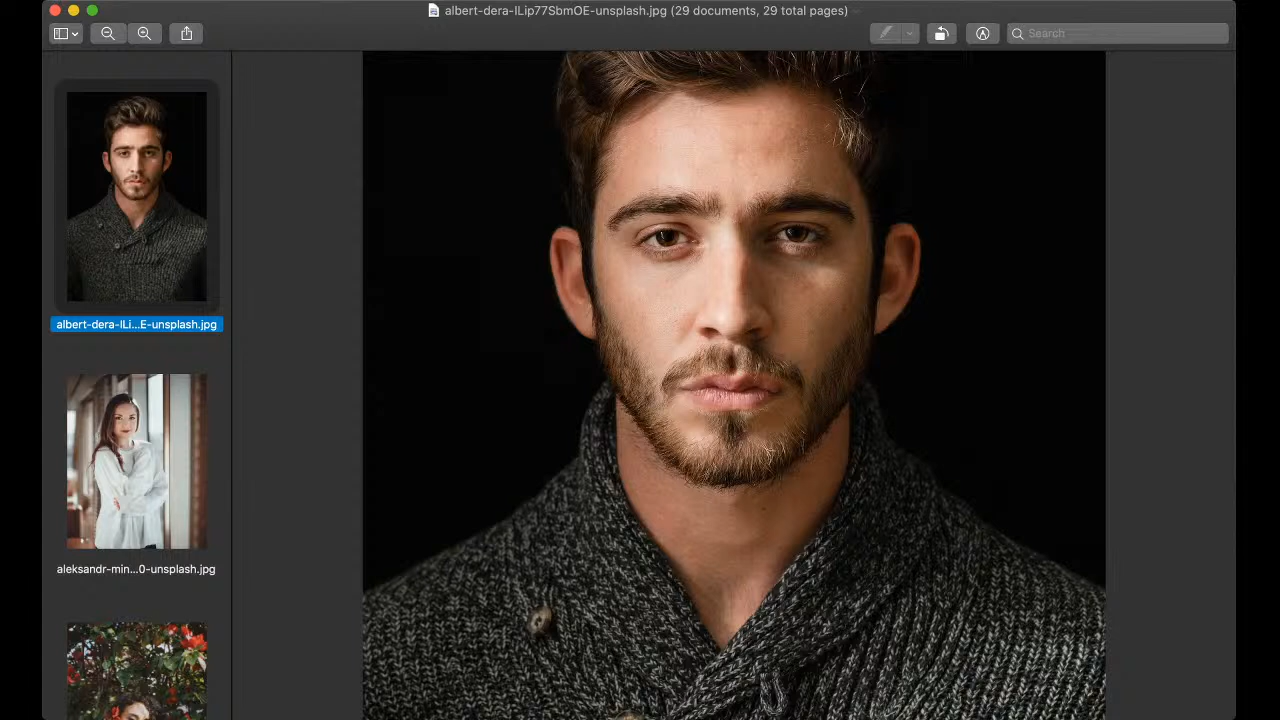 albert-dera-ILip77SbmOE-unsplash.jpg (29 documents, 29 total pages)
Search
albert-dera-ILi...E-unsplash.jpg
aleksandr-min...0-unsplash.jpg